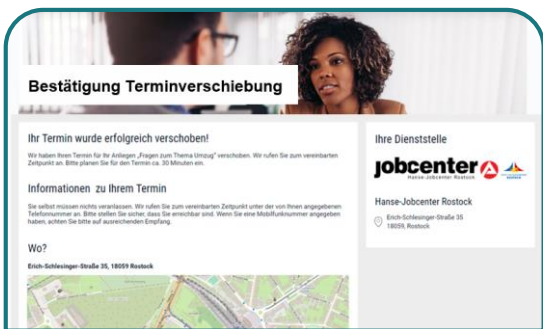 Bestätigung Terminverschiebung
Ihr Termin wurde erfolgreich verschoben!
Wir haben Ihren Termin für Ihr Anliegen „Fragen zum Thema Umzug" verschoben. Wir rufen Sie zum vereinbarten
Zeitpunkt an. Bitte planen Sie für den Termin ca. 30 Minuten ein.
Informationen zu Ihrem Termin
Sie selbst müssen nichts veranlassen. Wir rufen Sie zum vereinbarten Zeitpunkt unter der von Ihnen angegebenen
Telefonnummer an. Bitte stellen Sie sicher, dass Sie erreichbar sind. Wenn Sie eine Mobilfunknummer angegeben
haben, achten Sie bitte auf ausreichenden Empfang.
Wo?
Erich-Schlesinger-Straße 35, 18059 Rostock
Ihre Dienststelle
jobcenter
Hanse-Jobcenter Rostock
Hanse-Jobcenter Rostock
Erich-Schlesinger-Straße 35
18059, Rostock